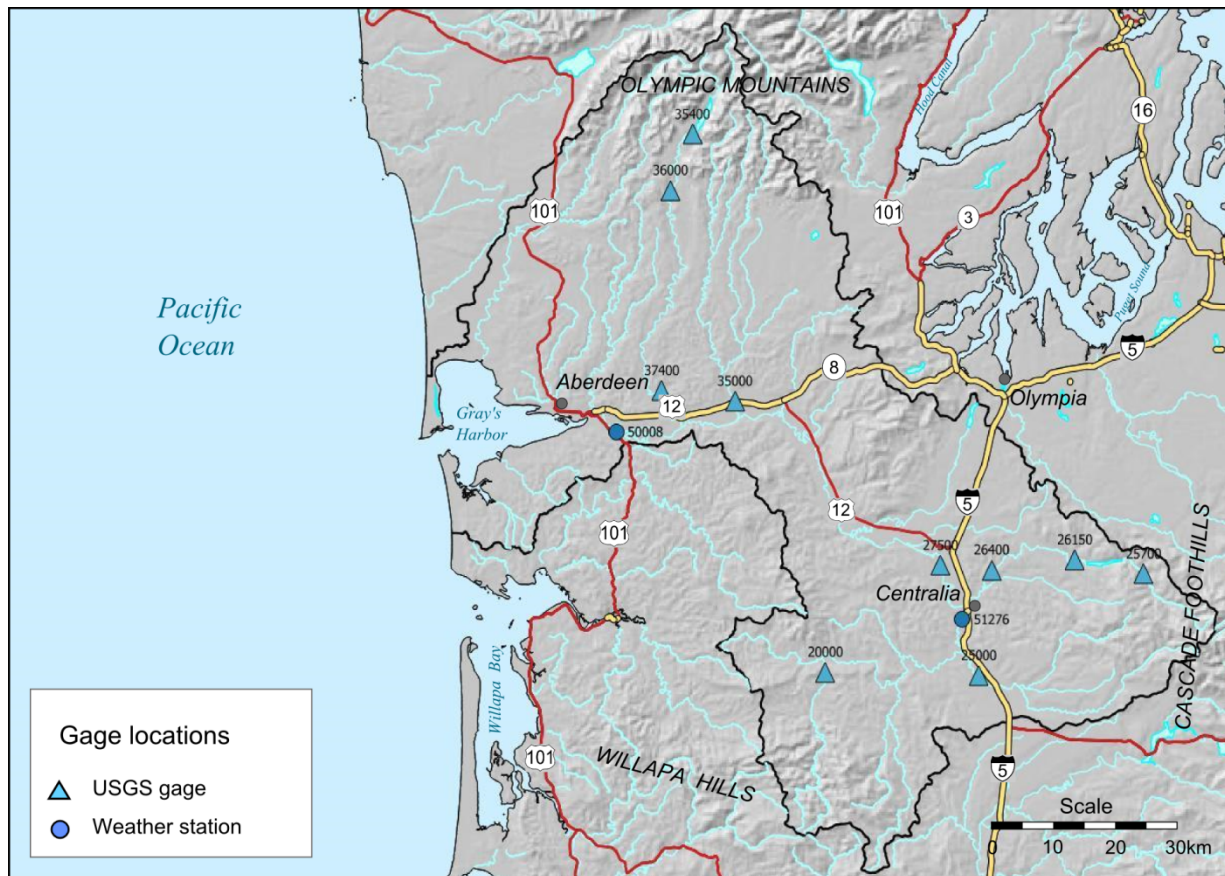 OLYMPIC MOUNTAINS
35400
36000
101
101
3
16
Hood Canal
Puget Sound
Pacific
Ocean
5
8
37400
35000
Aberdeen
12
Olympia
Gray's
Harbor
50008
12
5
101
27500
26400
26150
25700
Centralia
51276
CASCADE FOOTHILLS
20000
25000
Willapa Bay
101
WILLAPA HILLS
5
Gage locations
USGS gage
Weather station
Scale
0 10 20 30km